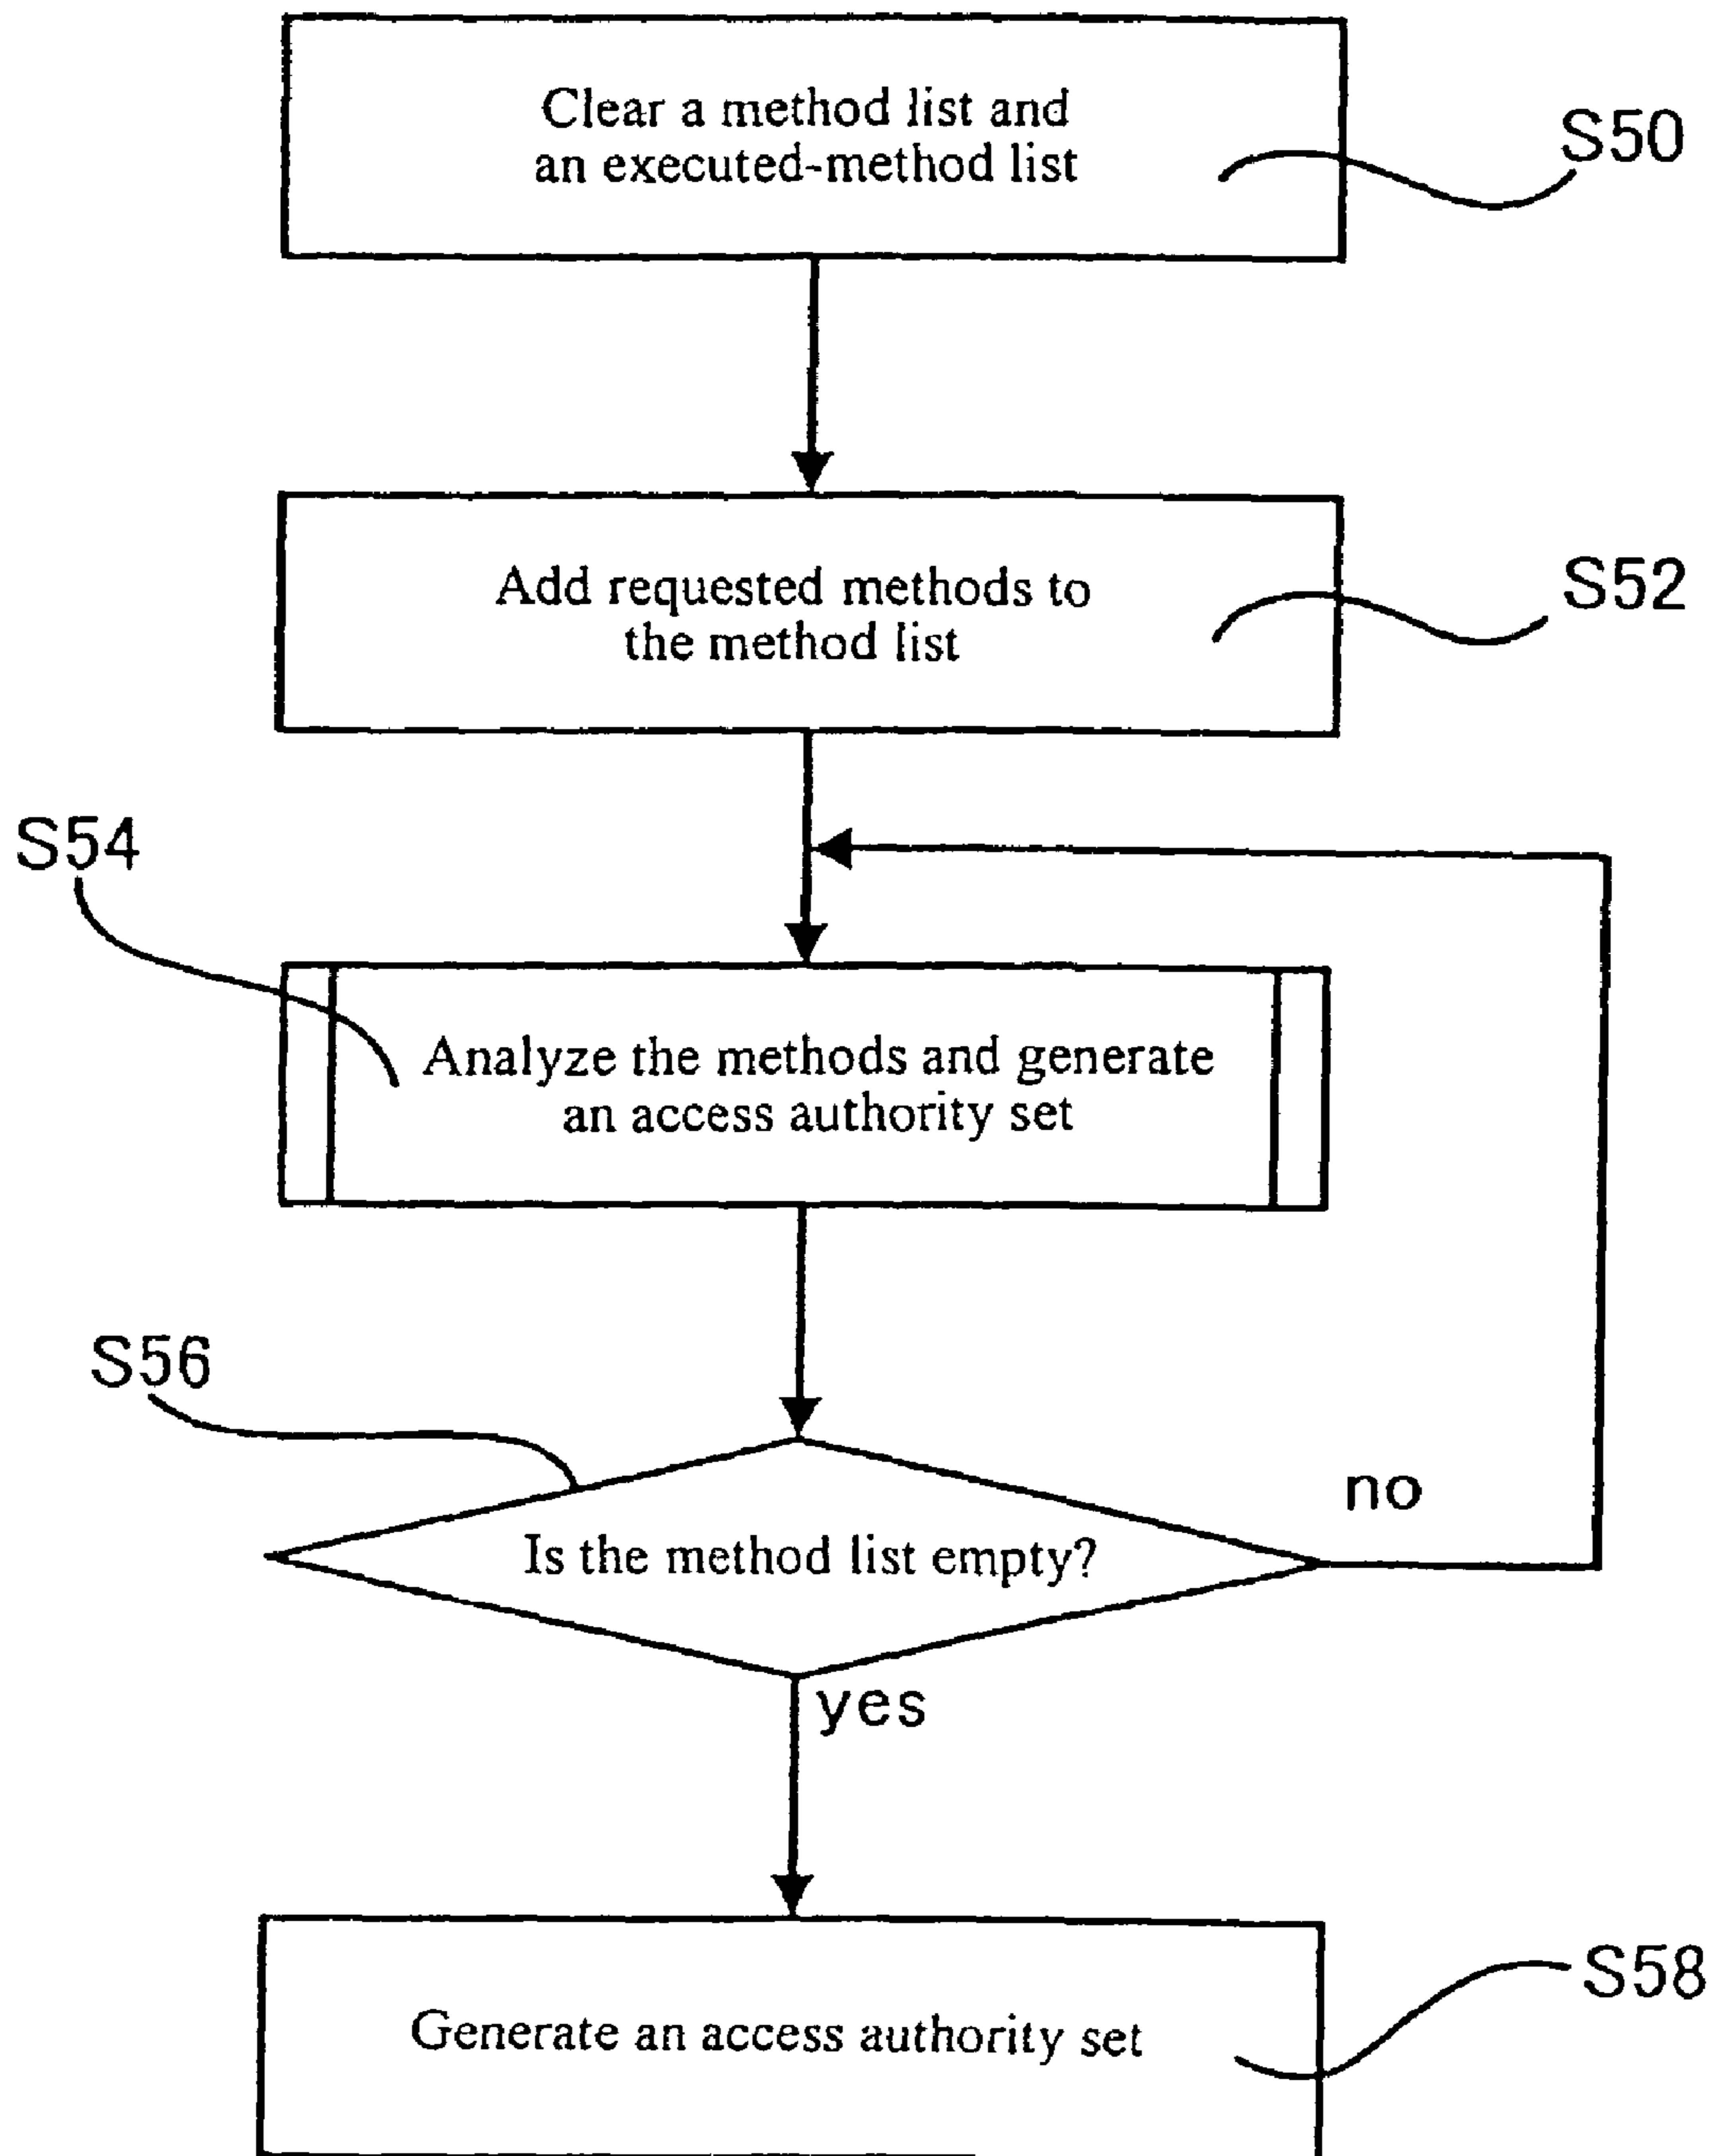 Clear a method list and
an executed-method list
S50
Add requested methods to
the method list
S52
S54
Analyze the methods and generate
an access authority set
S56
Is the method list empty?
no
yes
Generate an access authority set
S58